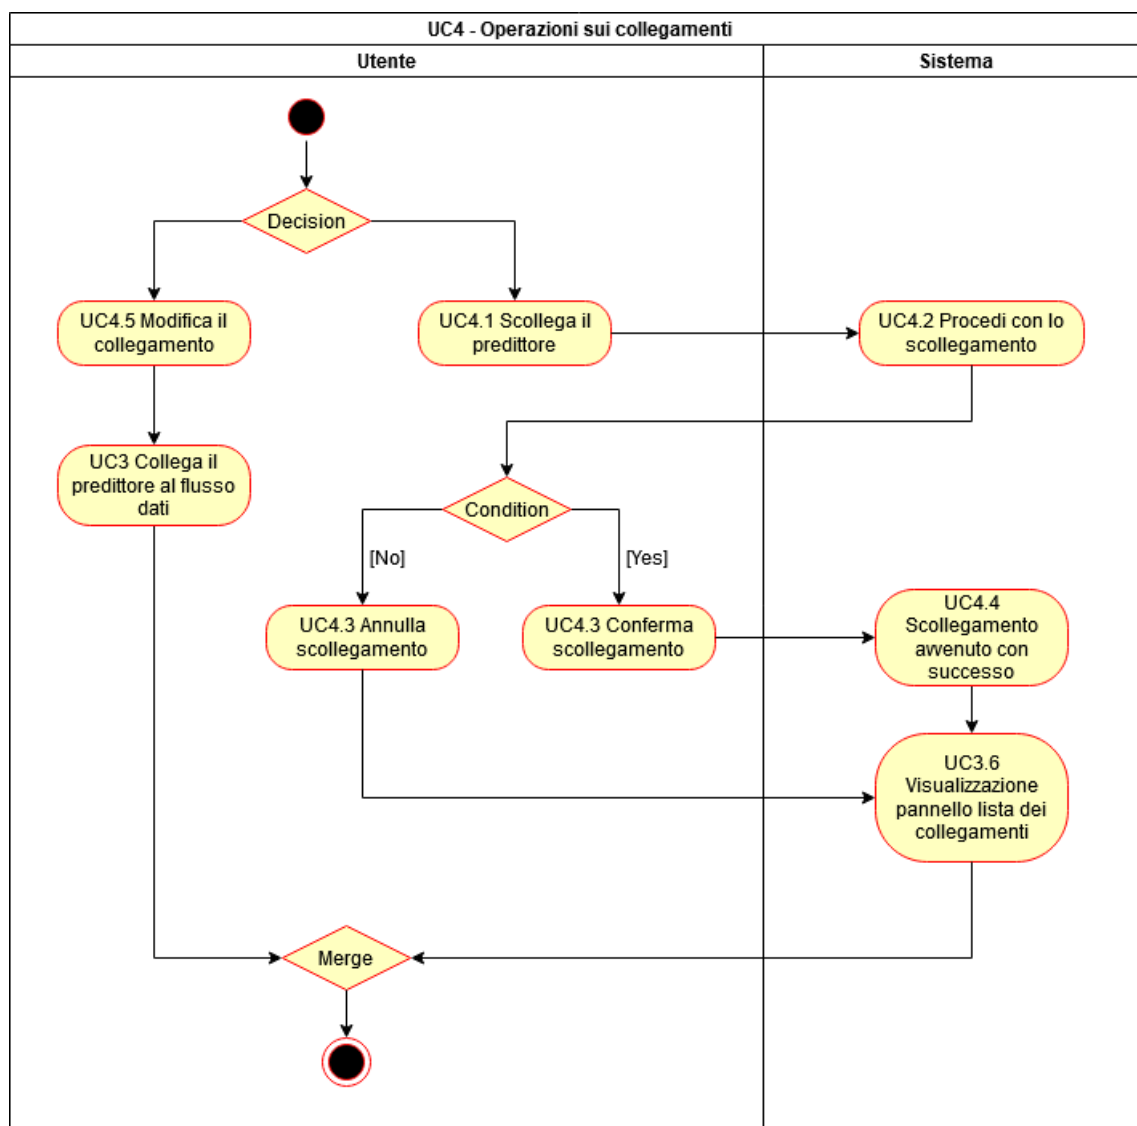 UC4 - Operazioni sui collegamenti
Utente
Sistema
Decision
UC4.5 Modifica il
collegamento
UC4.1 Scollega il
predittore
UC4.2 Procedi con lo
scollegamento
UC3 Collega il
predittore al flusso
dati
Condition
[No]
[Yes]
UC4.3 Annulla
scollegamento
UC4.3 Conferma
scollegamento
UC4.4
Scollegamento
avvenuto con
successo
UC3.6
Visualizzazione
pannello lista dei
collegamenti
Merge